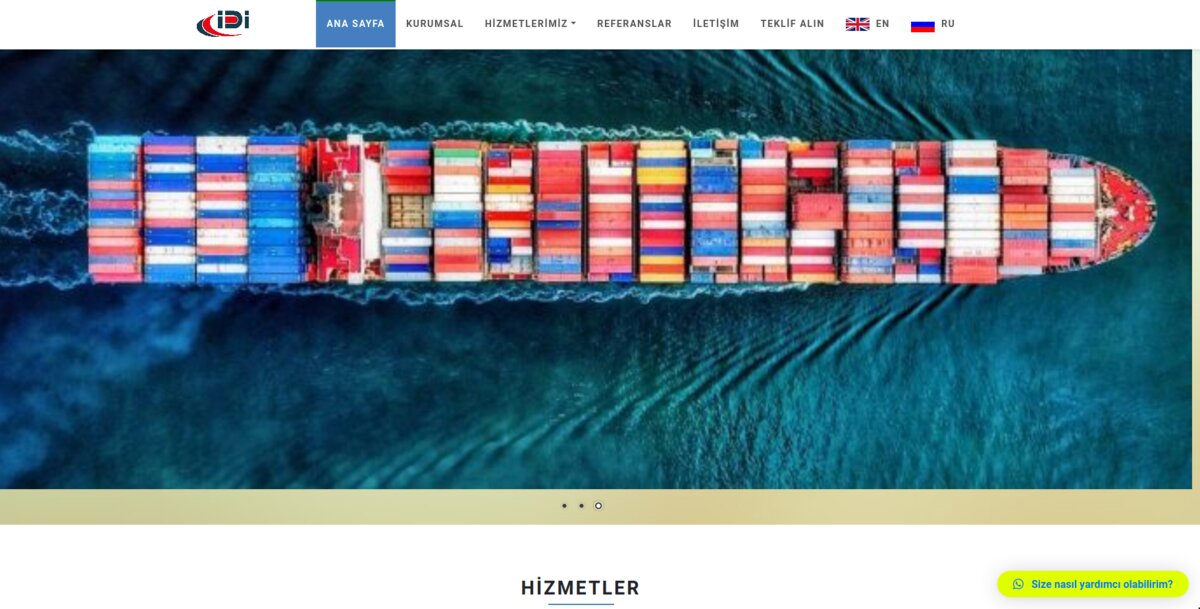 iDi
ANA SAYFA KURUMSAL HİZMETLERİMİZ REFERANSLAR İLETİŞİM TEKLİF ALIN EN RU
HİZMETLER
Size nasıl yardımcı olabilirim?